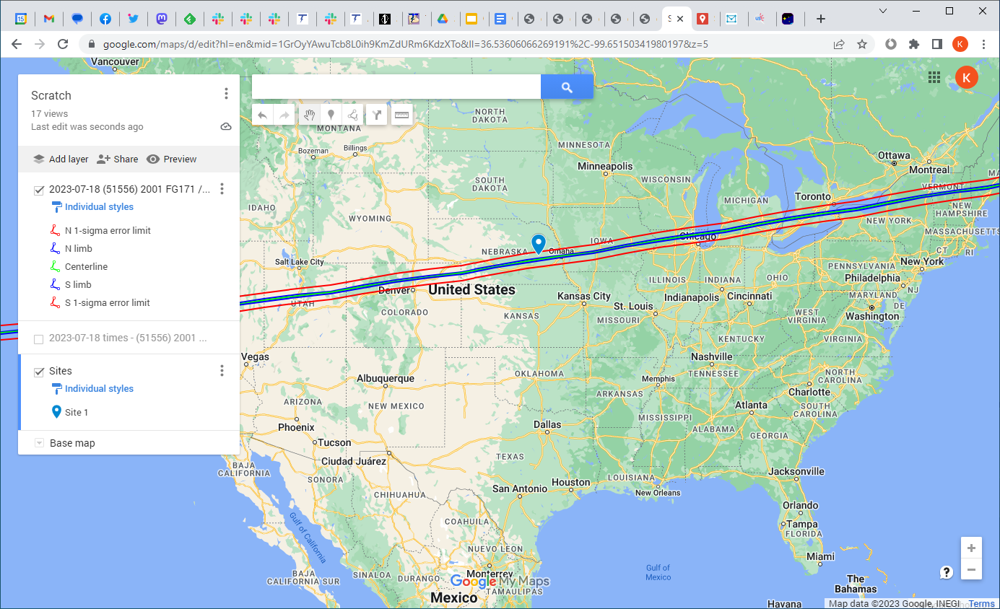 31
S
google.com/maps/d/edit?hl=en&mid=1GrOyYAwuTcb8L0ih9KmZdURm6KdzXTo&ll=36.53606066269191%2C-99.65150341980197&z=5
K
Scratch
17 views
Last edit was seconds ago
Add layer
Share
Preview
2023-07-18 (51556) 2001 FG171 /...
Individual styles
N 1-sigma error limit
N limb
Centerline
S limb
S 1-sigma error limit
2023-07-18 times - (51556) 2001 ...
Sites
Individual styles
Site 1
Base map
K
Vancouver
NORTH
DAKOTA
MONTANA
Bozeman
Billings
MINNESOTA
Minneapolis
Ottawa
Montreal
WISCONSIN
SOUTH
DAKOTA
MICHIGAN
Toronto
VERMONT
MA
IDAHO
WYOMING
NEW YORK
NEW
HAMPSHIRE
MASSACHUSETTS
Chicago
IOWA
NEBRASKA
Omaha
CT
RI
Salt Lake City
New York
PENNSYLVANIA
Philadelphia
ILLINOIS
INDIANA
OHIO
Denver
United States
Kansas City
Indianapolis
Cincinnati
MARYLAND
NJ
UTAH
COLORADO
KANSAS
St. Louis
MISSOURI
WEST
VIRGINIA
DE
Washington
KENTUCKY
VIRGINIA
Vegas
Nashville
Albuquerque
OKLAHOMA
Memphis
TENNESSEE
NORTH
CAROLINA
Charlotte
ARIZONA
NEW MEXICO
ARKANSAS
Atlanta
SOUTH
CAROLINA
Phoenix
Dallas
MISSISSIPPI
ALABAMA
GEORGIA
Tucson
Ciudad Juárez
TEXAS
BAJA
CALIFORNIA
SONORA
LOUISIANA
Jacksonville
Houston
San Antonio
New Orleans
CHIHUAHUA
Orlando
COAHUILA
Tampa
FLORIDA
Gulf of California
NUEVO LEON
Miami
Gulf of
Mexico
BAJA
CALIFORNIA SUR
SINALOA
DURANGO
Monterrey
Google My Maps
TAMAULIPAS
The
Bahamas
Mexico
Havana
Map data ©2023 Google, INEGI
Terms